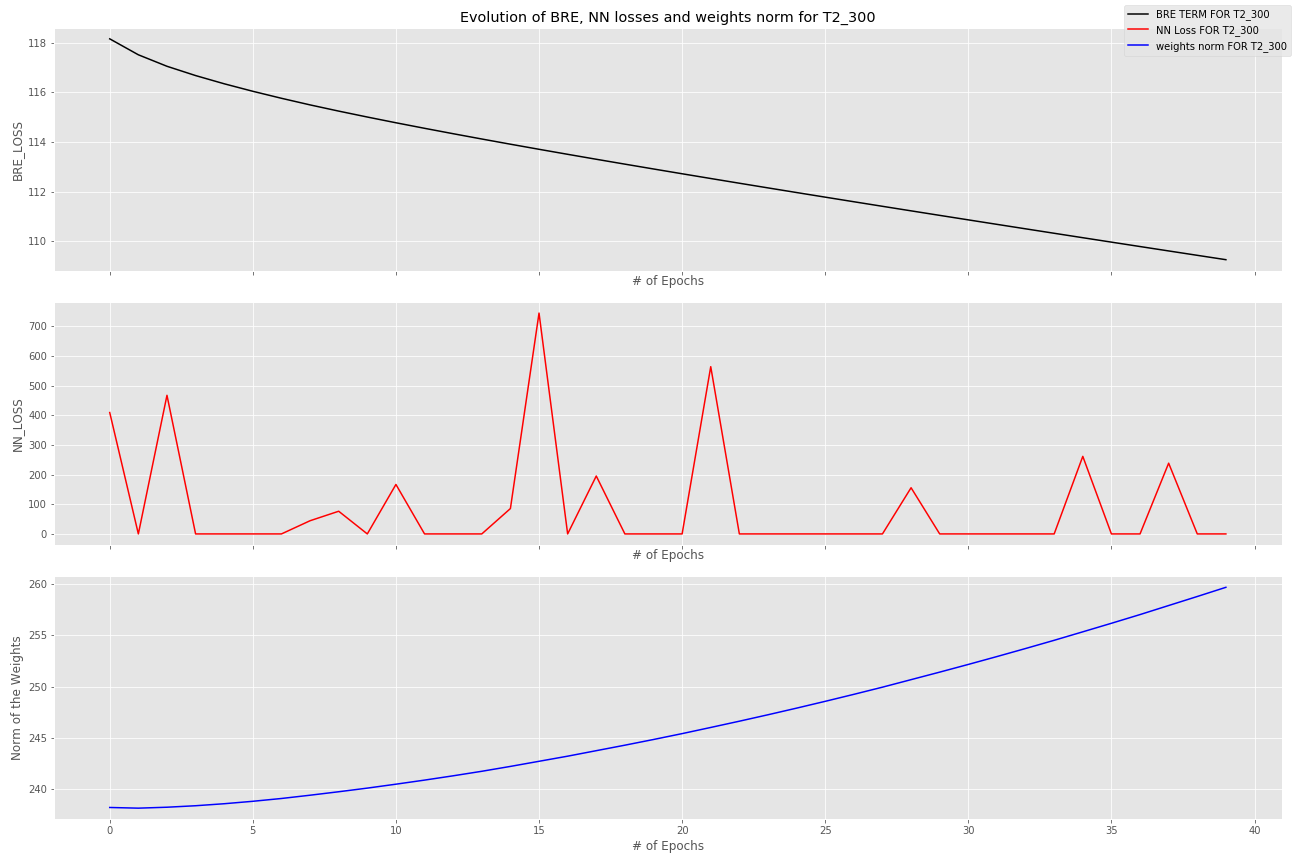 Evolution of BRE, NN losses and weights norm for T2_300
BRE TERM FOR T2_300
NN Loss FOR T2_300
weights norm FOR T2_300
BRE_LOSS
118
116
114
112
110
# of Epochs
NN_LOSS
700
600
500
400
300
200
100
0
# of Epochs
Norm of the Weights
260
255
250
245
240
0 5 10 15 20 25 30 35 40
# of Epochs